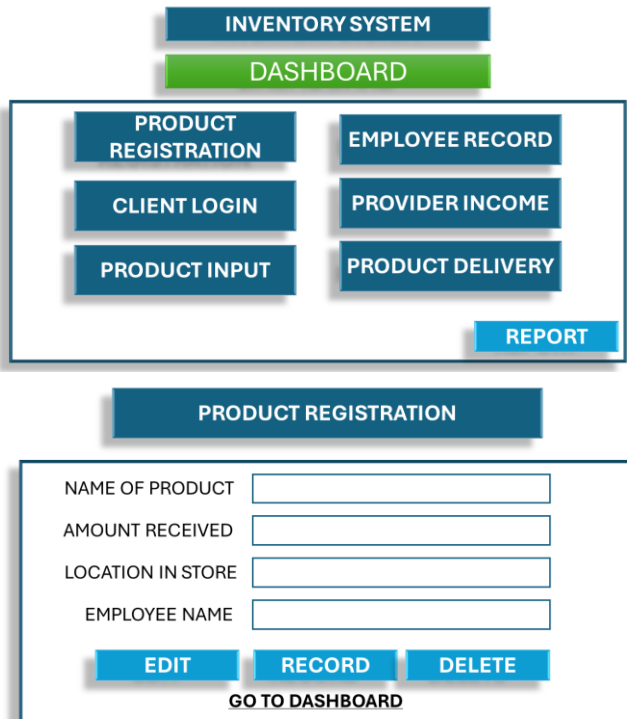 INVENTORY SYSTEM
DASHBOARD
PRODUCT
REGISTRATION
EMPLOYEE RECORD
CLIENT LOGIN
PROVIDER INCOME
PRODUCT INPUT
PRODUCT DELIVERY
REPORT
PRODUCT REGISTRATION
NAME OF PRODUCT
AMOUNT RECEIVED
LOCATION IN STORE
EMPLOYEE NAME
EDIT
RECORD
DELETE
GO TO DASHBOARD